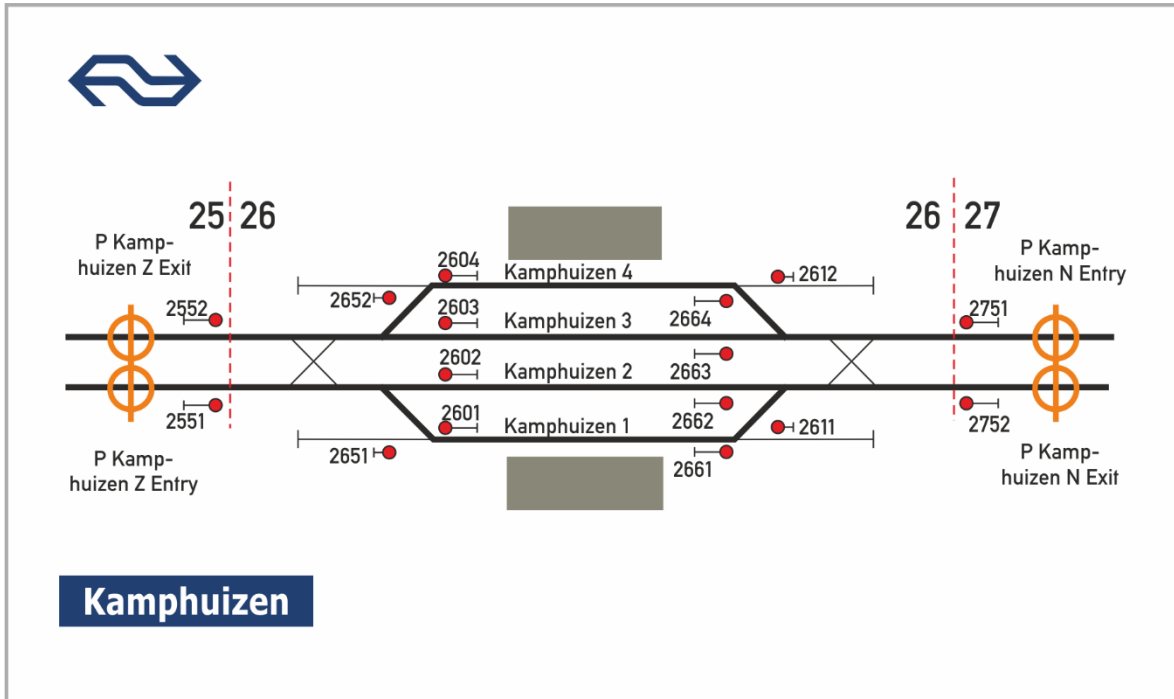 25
26
26
27
P Kamp-
huizen Z Exit
P Kamp-
huizen N Entry
2604
Kamphuizen 4
2612
2652
2552
2603
Kamphuizen 3
2664
2751
2602
Kamphuizen 2
2663
2601
Kamphuizen 1
2662
2611
2551
2651
2661
2752
P Kamp-
huizen Z Entry
P Kamp-
huizen N Exit
Kamphuizen